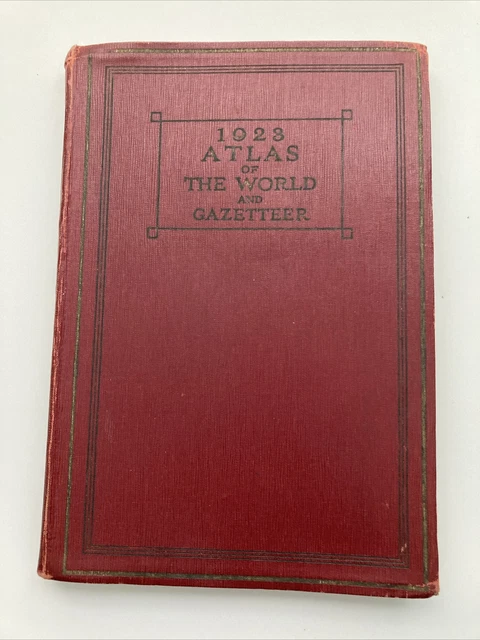 1923
ATLAS
OF
THE WORLD
AND
GAZETTEER